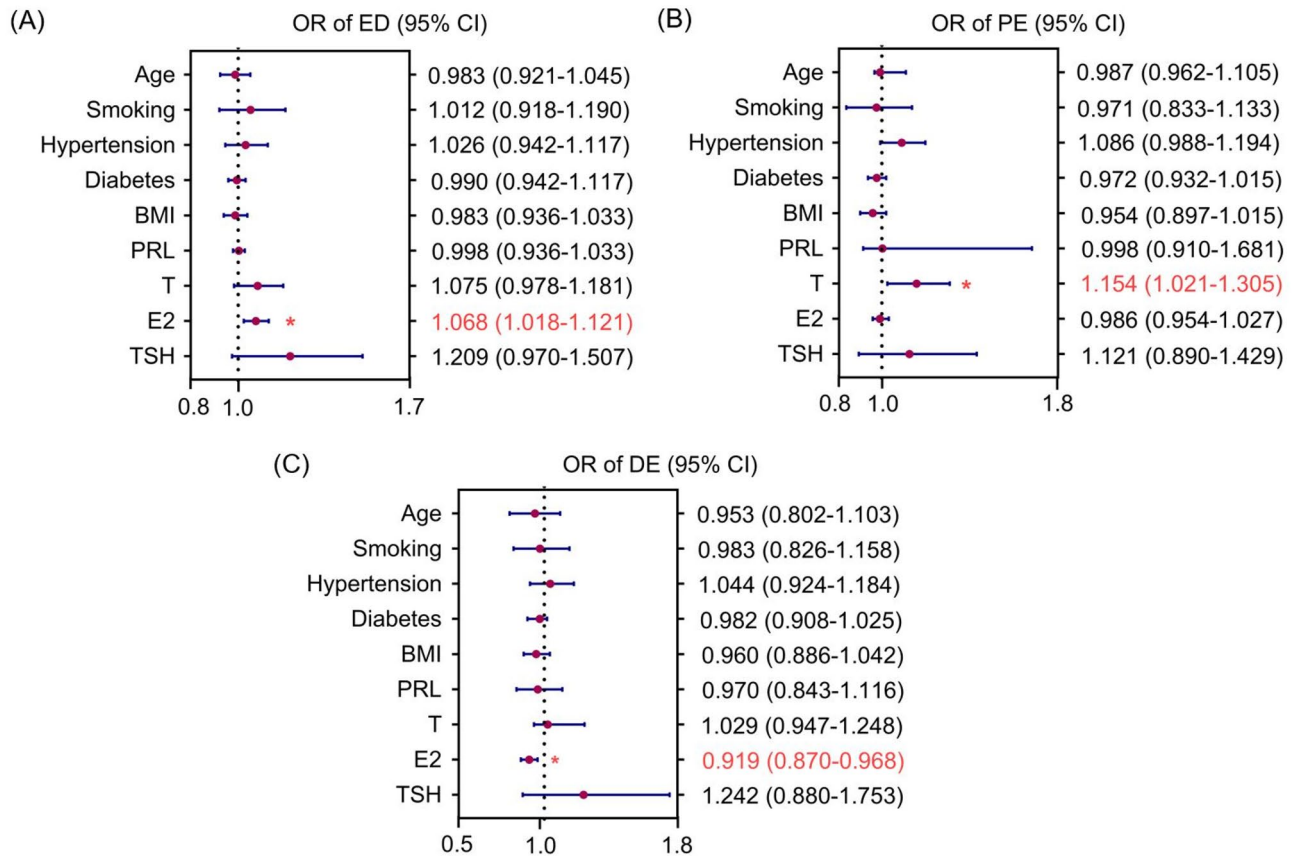 (A)
OR of ED (95% CI)
Age 0.983 (0.921-1.045)
Smoking 1.012 (0.918-1.190)
Hypertension 1.026 (0.942-1.117)
Diabetes 0.990 (0.942-1.117)
BMI 0.983 (0.936-1.033)
PRL 0.998 (0.936-1.033)
T 1.075 (0.978-1.181)
E2 * 1.068 (1.018-1.121)
TSH 1.209 (0.970-1.507)
0.8 1.0 1.7
(B)
OR of PE (95% CI)
Age 0.987 (0.962-1.105)
Smoking 0.971 (0.833-1.133)
Hypertension 1.086 (0.988-1.194)
Diabetes 0.972 (0.932-1.015)
BMI 0.954 (0.897-1.015)
PRL 0.998 (0.910-1.681)
T * 1.154 (1.021-1.305)
E2 0.986 (0.954-1.027)
TSH 1.121 (0.890-1.429)
0.8 1.0 1.8
(C)
OR of DE (95% CI)
Age 0.953 (0.802-1.103)
Smoking 0.983 (0.826-1.158)
Hypertension 1.044 (0.924-1.184)
Diabetes 0.982 (0.908-1.025)
BMI 0.960 (0.886-1.042)
PRL 0.970 (0.843-1.116)
T 1.029 (0.947-1.248)
E2 * 0.919 (0.870-0.968)
TSH 1.242 (0.880-1.753)
0.5 1.0 1.8